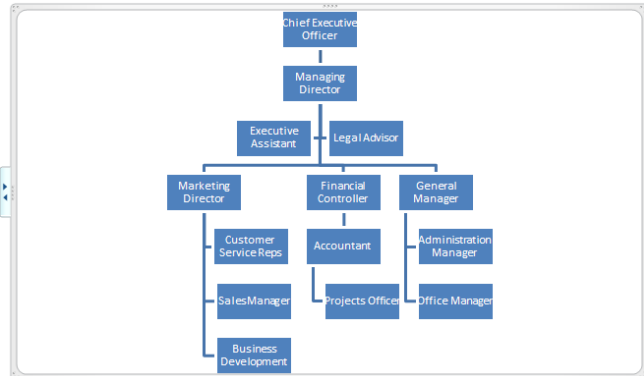 Chief Executive
Officer
Managing
Director
Executive
Assistant
Legal Advisor
Marketing
Director
Financial
Controller
General
Manager
Customer
Service Reps
Accountant
Administration
Manager
SalesManager
Projects Officer
Office Manager
Business
Development